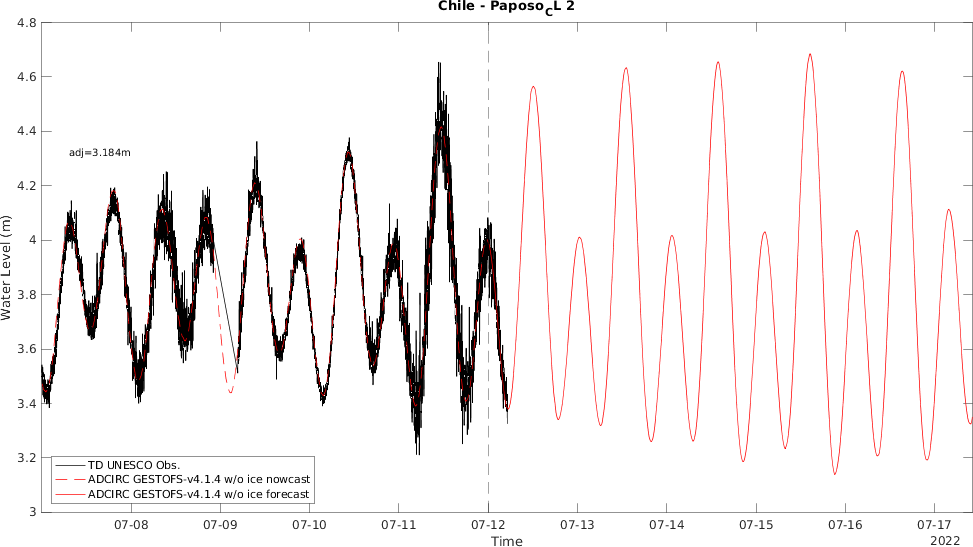 Chile - PaposoCL 2
4.8
4.6
4.4
4.2
4
3.8
3.6
3.4
3.2
3
Water Level (m)
adj=3.184m
TD UNESCO Obs.
ADCIRC GESTOFS-v4.1.4 w/o ice nowcast
ADCIRC GESTOFS-v4.1.4 w/o ice forecast
07-08 07-09 07-10 07-11 07-12 07-13 07-14 07-15 07-16 07-17
Time
2022